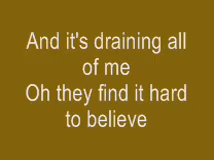 And it's draining all
of me
Oh they find it hard
to believe